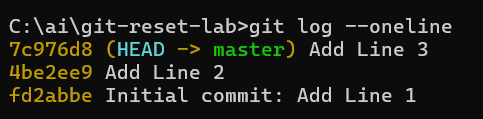 C:\ai\git-reset-lab>git log --oneline
7c976d8 (HEAD -> master) Add Line 3
4be2ee9 Add Line 2
fd2abbe Initial commit: Add Line 1